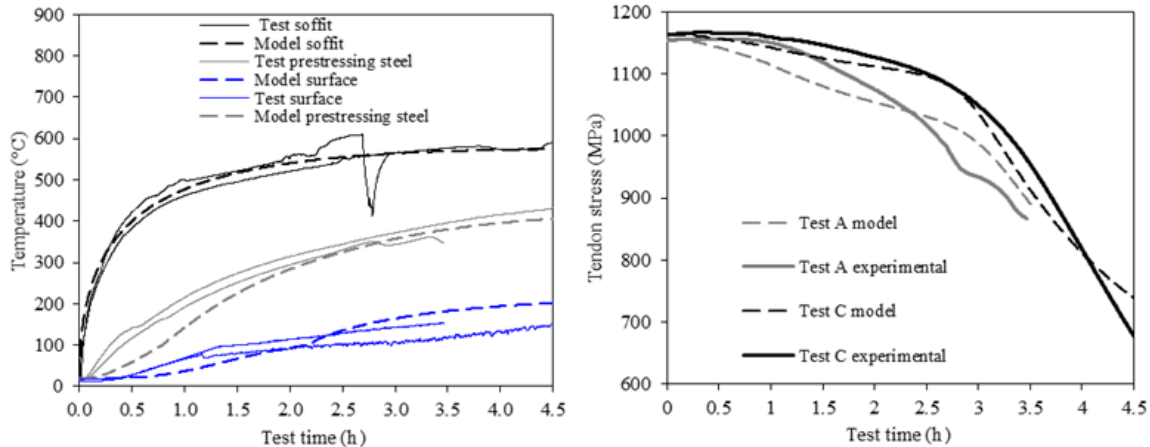 900
800
700
600
500
400
300
200
100
0
Temperature (°C)
Test soffit
Model soffit
Test prestressing steel
Model surface
Test surface
Model prestressing steel
0.0 0.5 1.0 1.5 2.0 2.5 3.0 3.5 4.0 4.5
Test time (h)
1200
1100
1000
900
800
700
600
Tendon stress (MPa)
Test A model
Test A experimental
Test C model
Test C experimental
0 0.5 1 1.5 2 2.5 3 3.5 4 4.5
Test time (h)